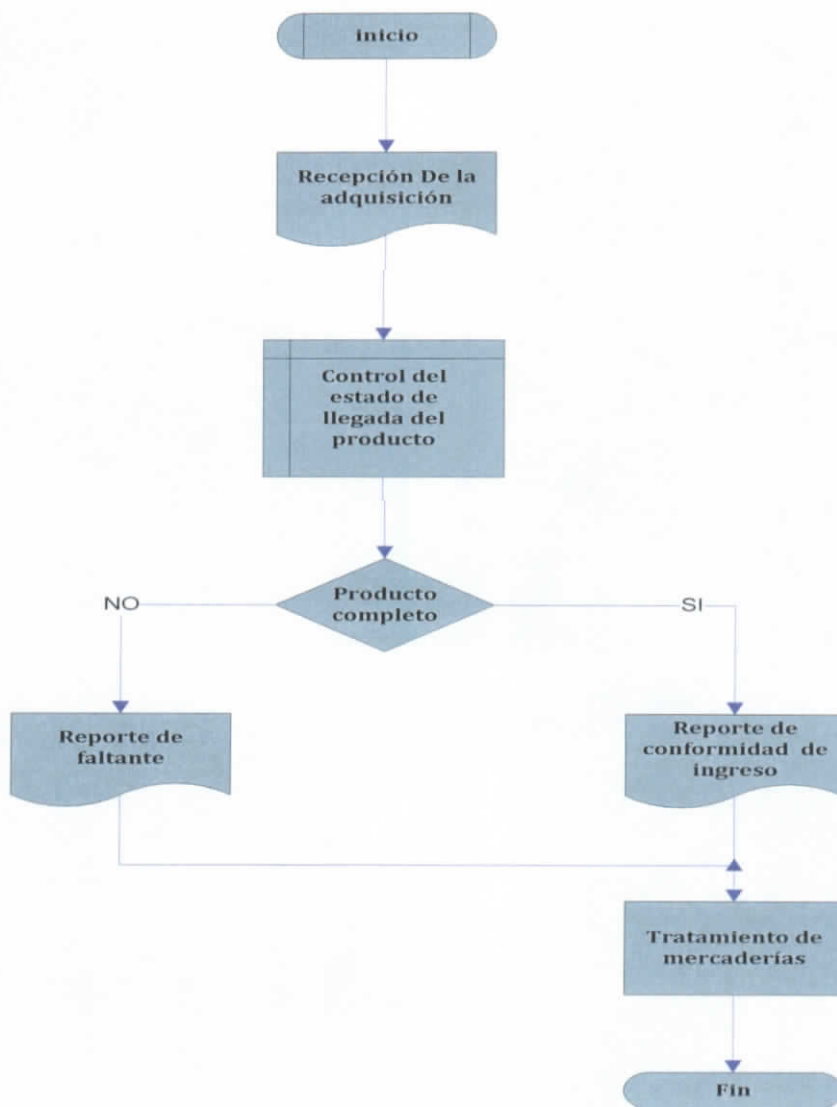 inicio
Recepción De la
adquisición
Control del
estado de
llegada del
producto
Producto
completo
NO
SI
Reporte de
faltante
Reporte de
conformidad de
ingreso
Tratamiento de
mercaderías
Fin